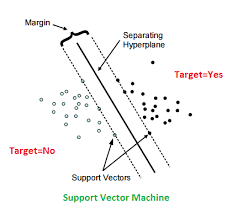 Margin
Separating
Hyperplane
Target=Yes
Target=No
Support Vectors
Support Vector Machine